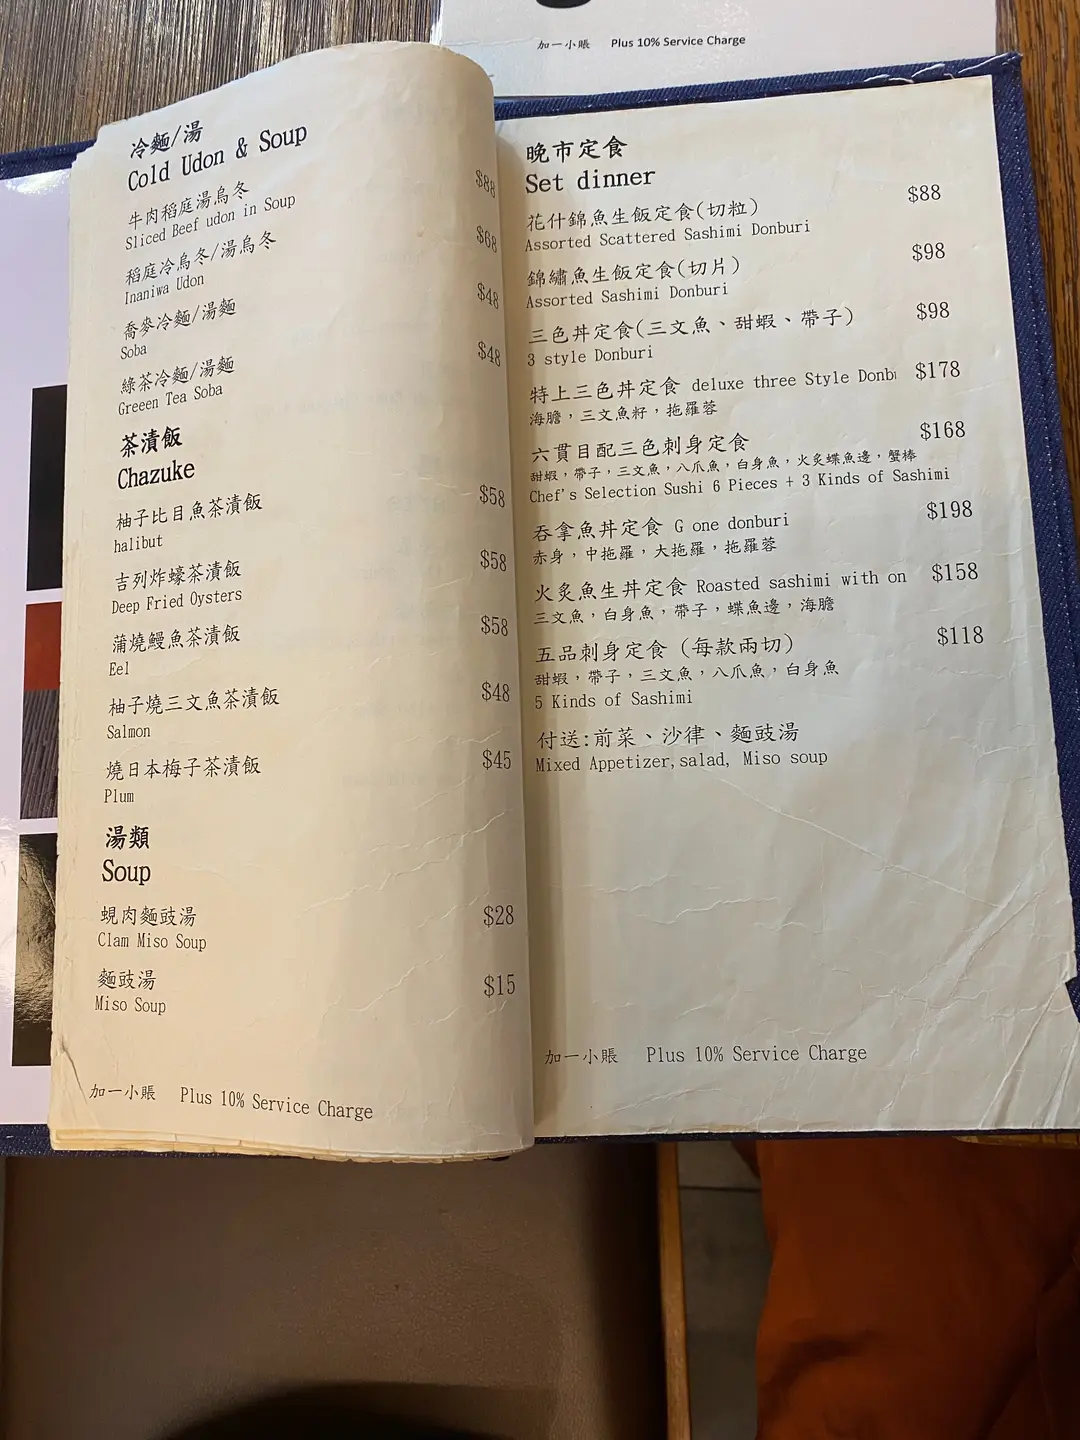 加一小賬 Plus 10% Service Charge
冷麵/湯
Cold Udon & Soup
牛肉稻庭湯烏冬 $88
Sliced Beef udon in Soup
稻庭冷烏冬/湯烏冬 $68
Inaniwa Udon
喬麥冷麵/湯麵 $48
Soba
綠茶冷麵/湯麵 $48
Greeen Tea Soba
茶漬飯
Chazuke
柚子比目魚茶漬飯 $58
halibut
吉列炸蠔茶漬飯 $58
Deep Fried Oysters
蒲燒鰻魚茶漬飯 $58
Eel
柚子燒三文魚茶漬飯 $48
Salmon
燒日本梅子茶漬飯 $45
Plum
湯類
Soup
蜆肉麵豉湯 $28
Clam Miso Soup
麵豉湯 $15
Miso Soup
加一小賬 Plus 10% Service Charge
晚市定食
Set dinner
花什錦魚生飯定食(切粒) $88
Assorted Scattered Sashimi Donburi
錦繡魚生飯定食(切片) $98
Assorted Sashimi Donburi
三色丼定食(三文魚、甜蝦、帶子) $98
3 style Donburi
特上三色丼定食 deluxe three Style Donb $178
海膽，三文魚籽，拖羅蓉
六貫目配三色刺身定食 $168
甜蝦，帶子，三文魚，八爪魚，白身魚，火炙蝶魚邊，蟹棒
Chef's Selection Sushi 6 Pieces + 3 Kinds of Sashimi
吞拿魚丼定食 G one donburi $198
赤身，中拖羅，大拖羅，拖羅蓉
火炙魚生丼定食 Roasted sashimi with on $158
三文魚，白身魚，帶子，蝶魚邊，海膽
五品刺身定食 (每款兩切) $118
甜蝦，帶子，三文魚，八爪魚，白身魚
5 Kinds of Sashimi
付送:前菜、沙律、麵豉湯
Mixed Appetizer,salad, Miso soup
加一小賬 Plus 10% Service Charge